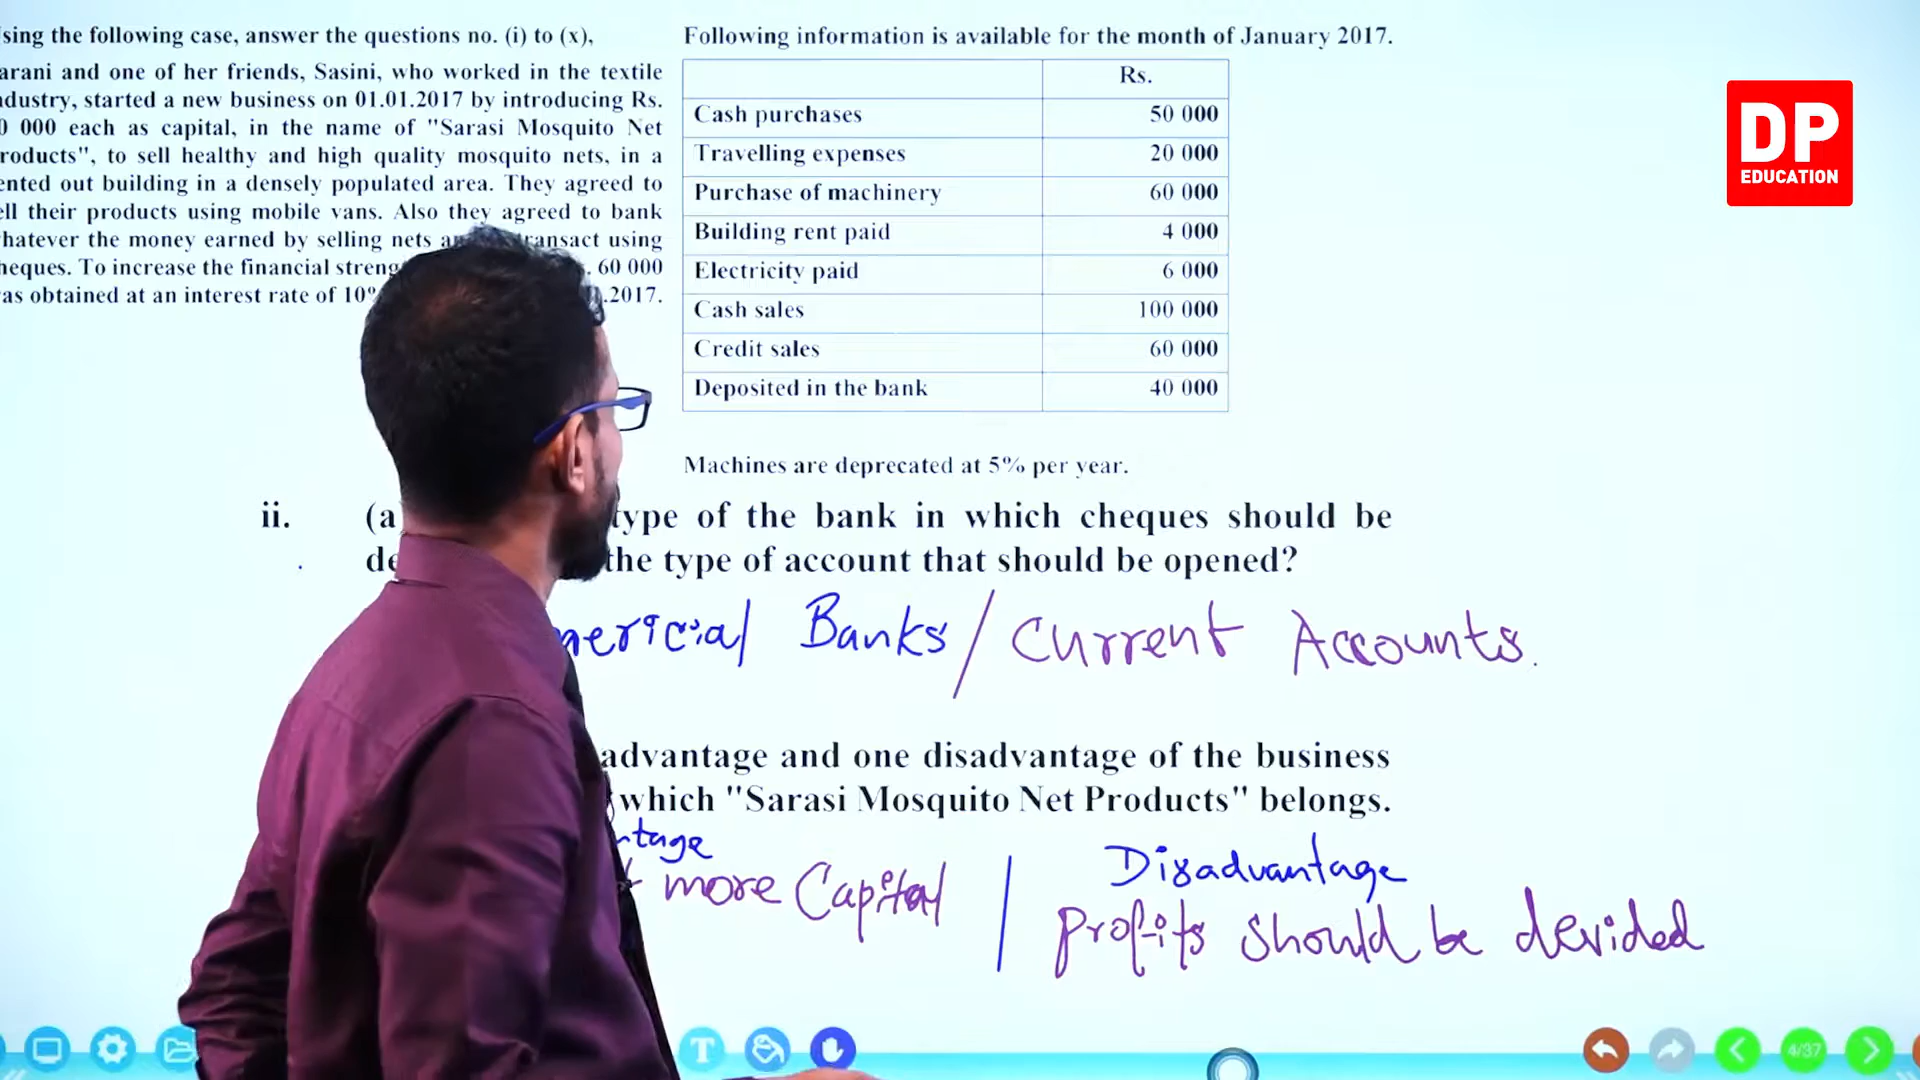 sing the following case, answer the questions no. (i) to (x),
arani and one of her friends, Sasini, who worked in the textile
ndustry, started a new business on 01.01.2017 by introducing Rs.
0 000 each as capital, in the name of "Sarasi Mosquito Net
roducts", to sell healthy and high quality mosquito nets, in a
ented out building in a densely populated area. They agreed to
ell their products using mobile vans. Also they agreed to bank
hatever the money earned by selling nets transact using
heques. To increase the financial 60 000
as obtained at an interest rate of 10% .2017.
Following information is available for the month of January 2017.
Rs.
Cash purchases 50 000
Travelling expenses 20 000
Purchase of machinery 60 000
Building rent paid 4 000
Electricity paid 6 000
Cash sales 100 000
Credit sales 60 000
Deposited in the bank 40 000
Machines are deprecated at 5% per year.
DP
EDUCATION
ii. (a type of the bank in which cheques should be
de the type of account that should be opened?
mericial Banks / Current Accounts.
advantage and one disadvantage of the business
which "Sarasi Mosquito Net Products" belongs.
ntage
more Capital
Disadvantage
Profits should be devided
T
4/37